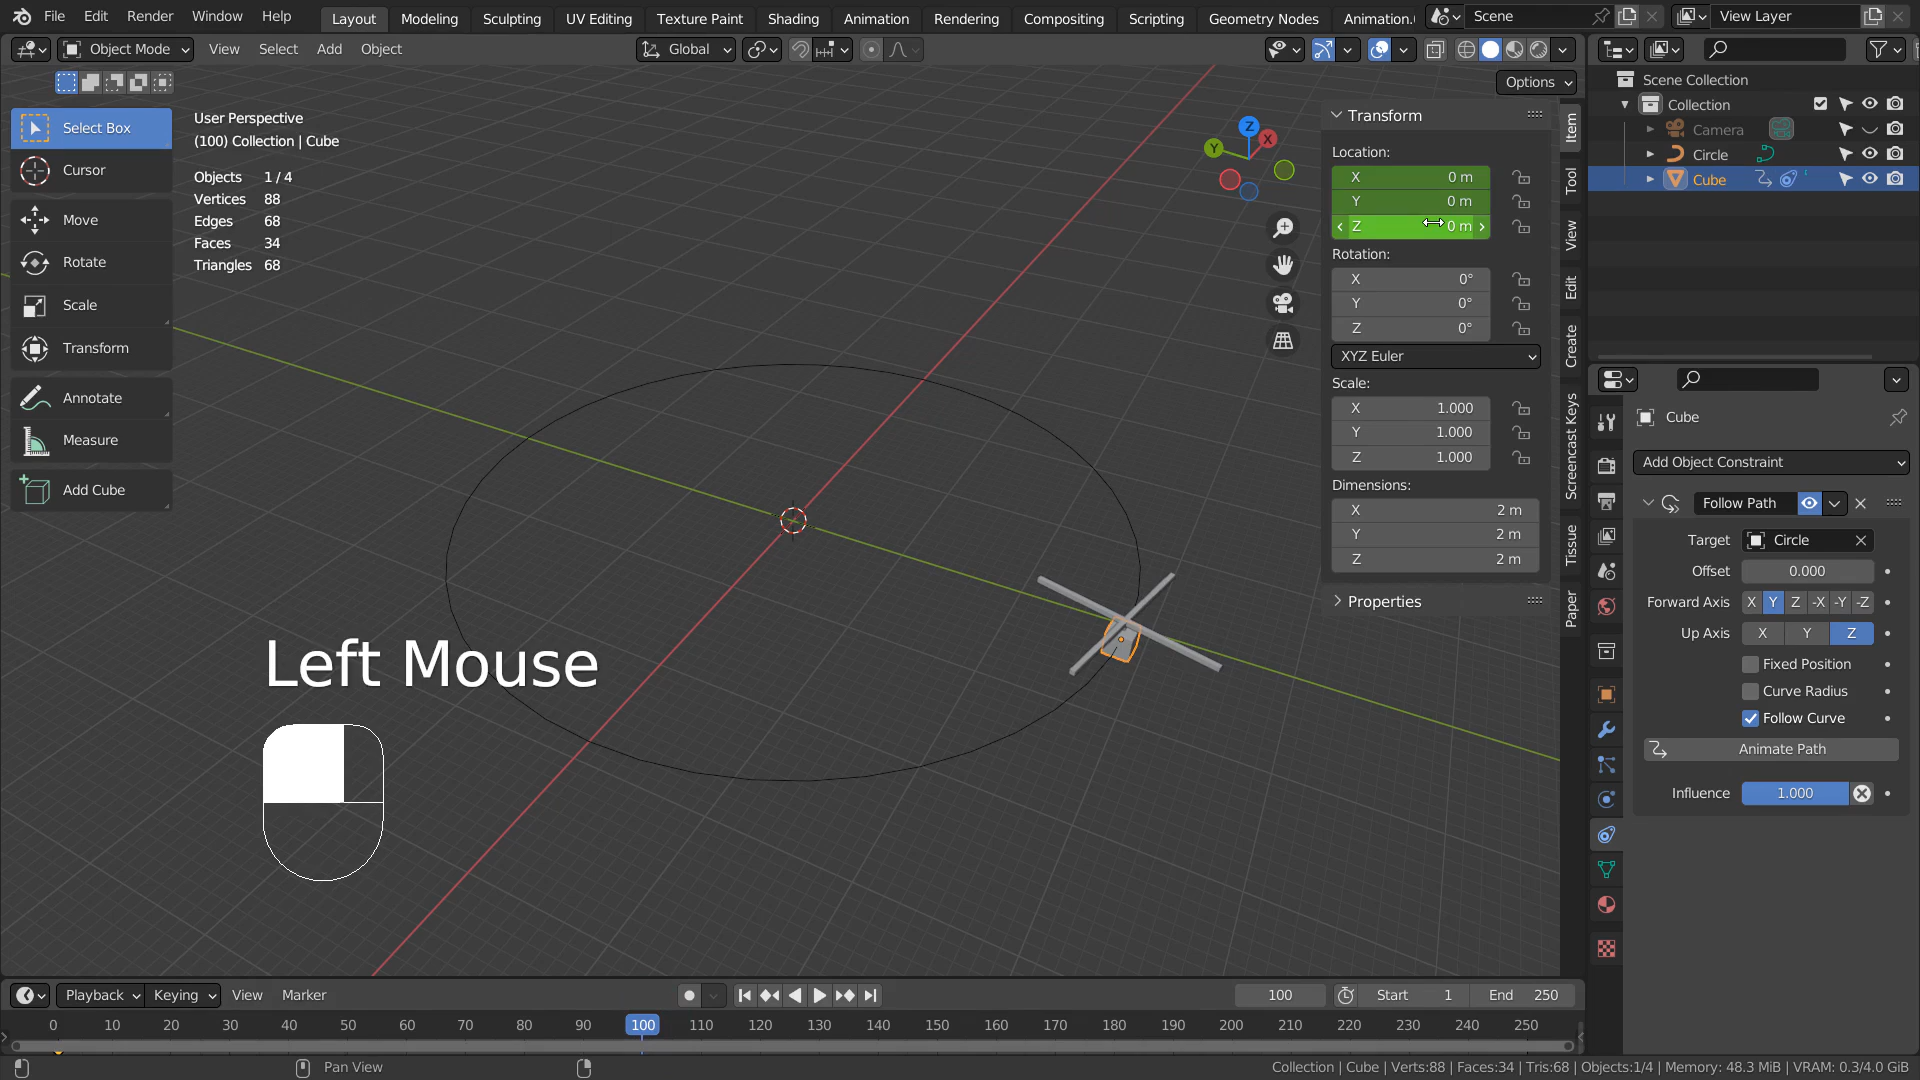 File Edit Render Window Help Layout Modeling Sculpting UV Editing Texture Paint Shading Animation Rendering Compositing Scripting Geometry Nodes Animation. Scene View Layer
Object Mode View Select Add Object Global
Options
Select Box
Cursor
Move
Rotate
Scale
Transform
Annotate
Measure
Add Cube
User Perspective
(100) Collection | Cube
Objects 1 / 4
Vertices 88
Edges 68
Faces 34
Triangles 68
Z
X
Y
Left Mouse
Transform
Location:
X 0 m
Y 0 m
Z 0 m
Rotation:
X 0°
Y 0°
Z 0°
XYZ Euler
Scale:
X 1.000
Y 1.000
Z 1.000
Dimensions:
X 2 m
Y 2 m
Z 2 m
Properties
Item
Tool
View
Edit
Create
Screencast Keys
Tissue
Paper
Scene Collection
Collection
Camera
Circle
Cube
Cube
Add Object Constraint
Follow Path
Target Circle
Offset 0.000
Forward Axis X Y Z -X -Y -Z
Up Axis X Y Z
Fixed Position
Curve Radius
Follow Curve
Animate Path
Influence 1.000
Playback Keying View Marker 100 Start 1 End 250
0 10 20 30 40 50 60 70 80 90 100 110 120 130 140 150 160 170 180 190 200 210 220 230 240 250
Pan View
Collection | Cube | Verts:88 | Faces:34 | Tris:68 | Objects:1/4 | Memory: 48.3 MiB | VRAM: 0.3/4.0 GiB